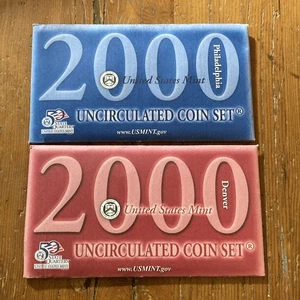 2000
Philadelphia
United States Mint
UNCIRCULATED COIN SET®
www.USMINT.gov
2000
Denver
United States Mint
UNCIRCULATED COIN SET®
www.USMINT.gov